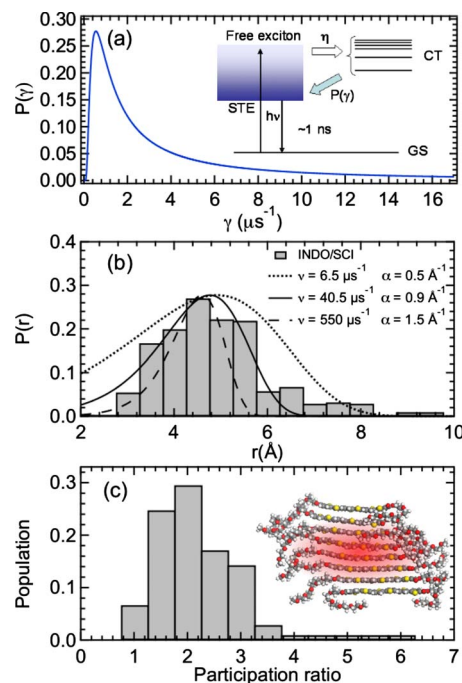 (a)
Free exciton
η
CT
P(γ)
STE
hν
~1 ns
GS
P(γ)
0.30
0.25
0.20
0.15
0.10
0.05
0.00
0 2 4 6 8 10 12 14 16
γ (μs⁻¹)
(b)
INDO/SCI
ν = 6.5 μs⁻¹ α = 0.5 Å⁻¹
ν = 40.5 μs⁻¹ α = 0.9 Å⁻¹
ν = 550 μs⁻¹ α = 1.5 Å⁻¹
P(r)
0.4
0.3
0.2
0.1
0.0
2 4 6 8 10
r(Å)
(c)
Population
0.3
0.2
0.1
0.0
0 1 2 3 4 5 6 7
Participation ratio